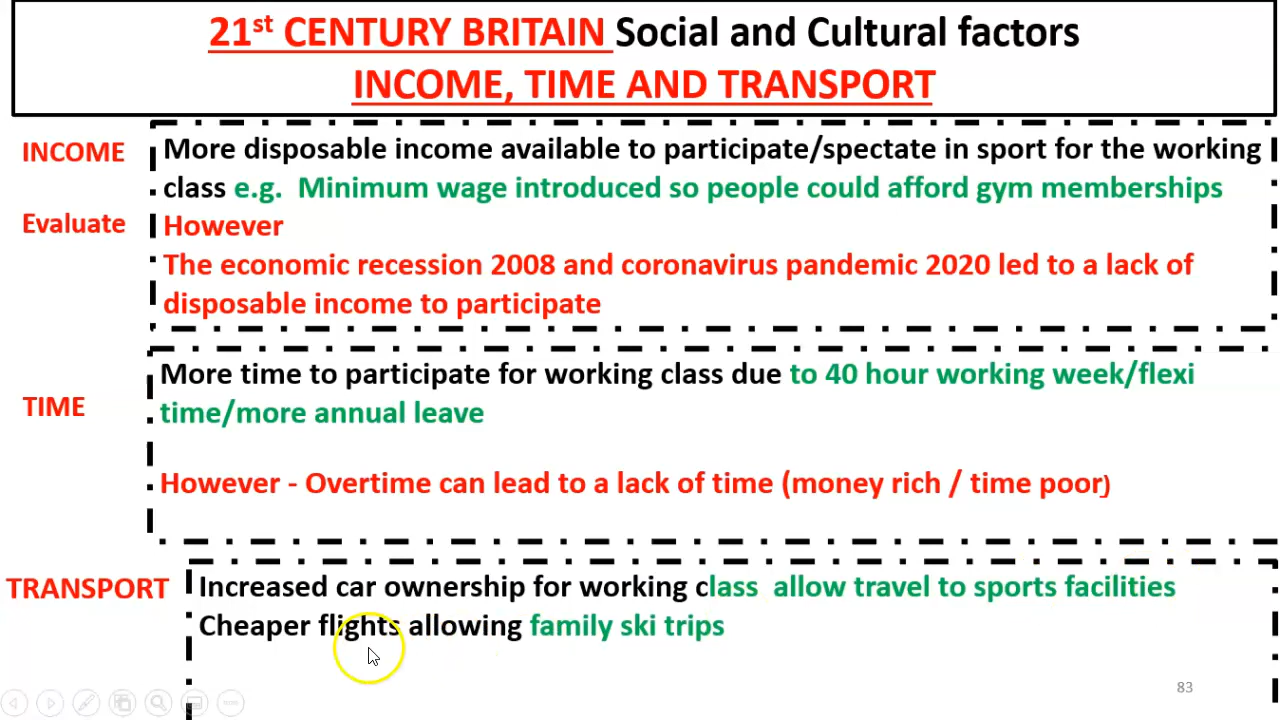 21st CENTURY BRITAIN Social and Cultural factors
INCOME, TIME AND TRANSPORT
INCOME
More disposable income available to participate/spectate in sport for the working
class e.g. Minimum wage introduced so people could afford gym memberships
Evaluate
However
The economic recession 2008 and coronavirus pandemic 2020 led to a lack of
disposable income to participate
TIME
More time to participate for working class due to 40 hour working week/flexi
time/more annual leave
However - Overtime can lead to a lack of time (money rich / time poor)
TRANSPORT
Increased car ownership for working class allow travel to sports facilities
Cheaper flights allowing family ski trips
83